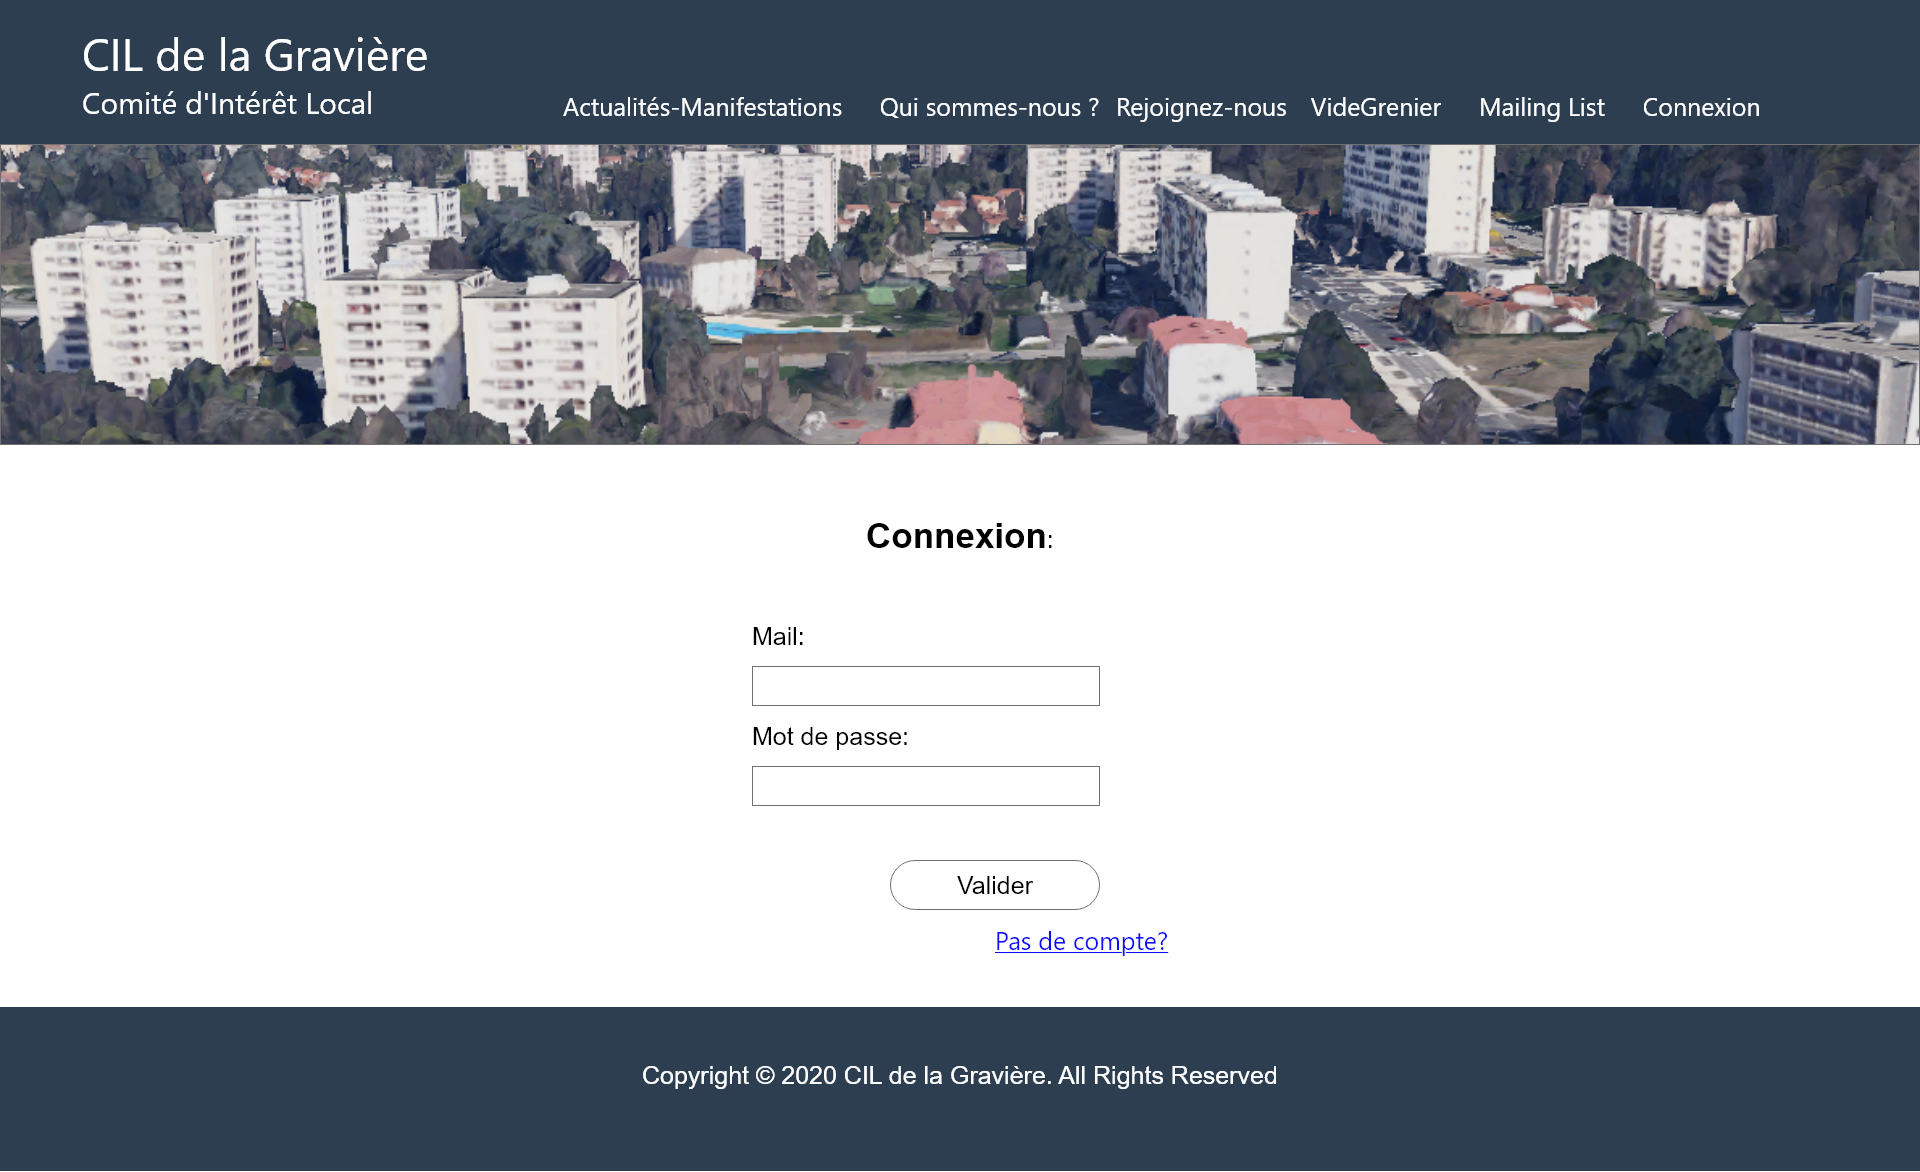 CIL de la Gravière
Comité d'Intérêt Local
Actualités-Manifestations Qui sommes-nous ? Rejoignez-nous VideGrenier Mailing List Connexion
Connexion:
Mail:
Mot de passe:
Valider
Pas de compte?
Copyright © 2020 CIL de la Gravière. All Rights Reserved